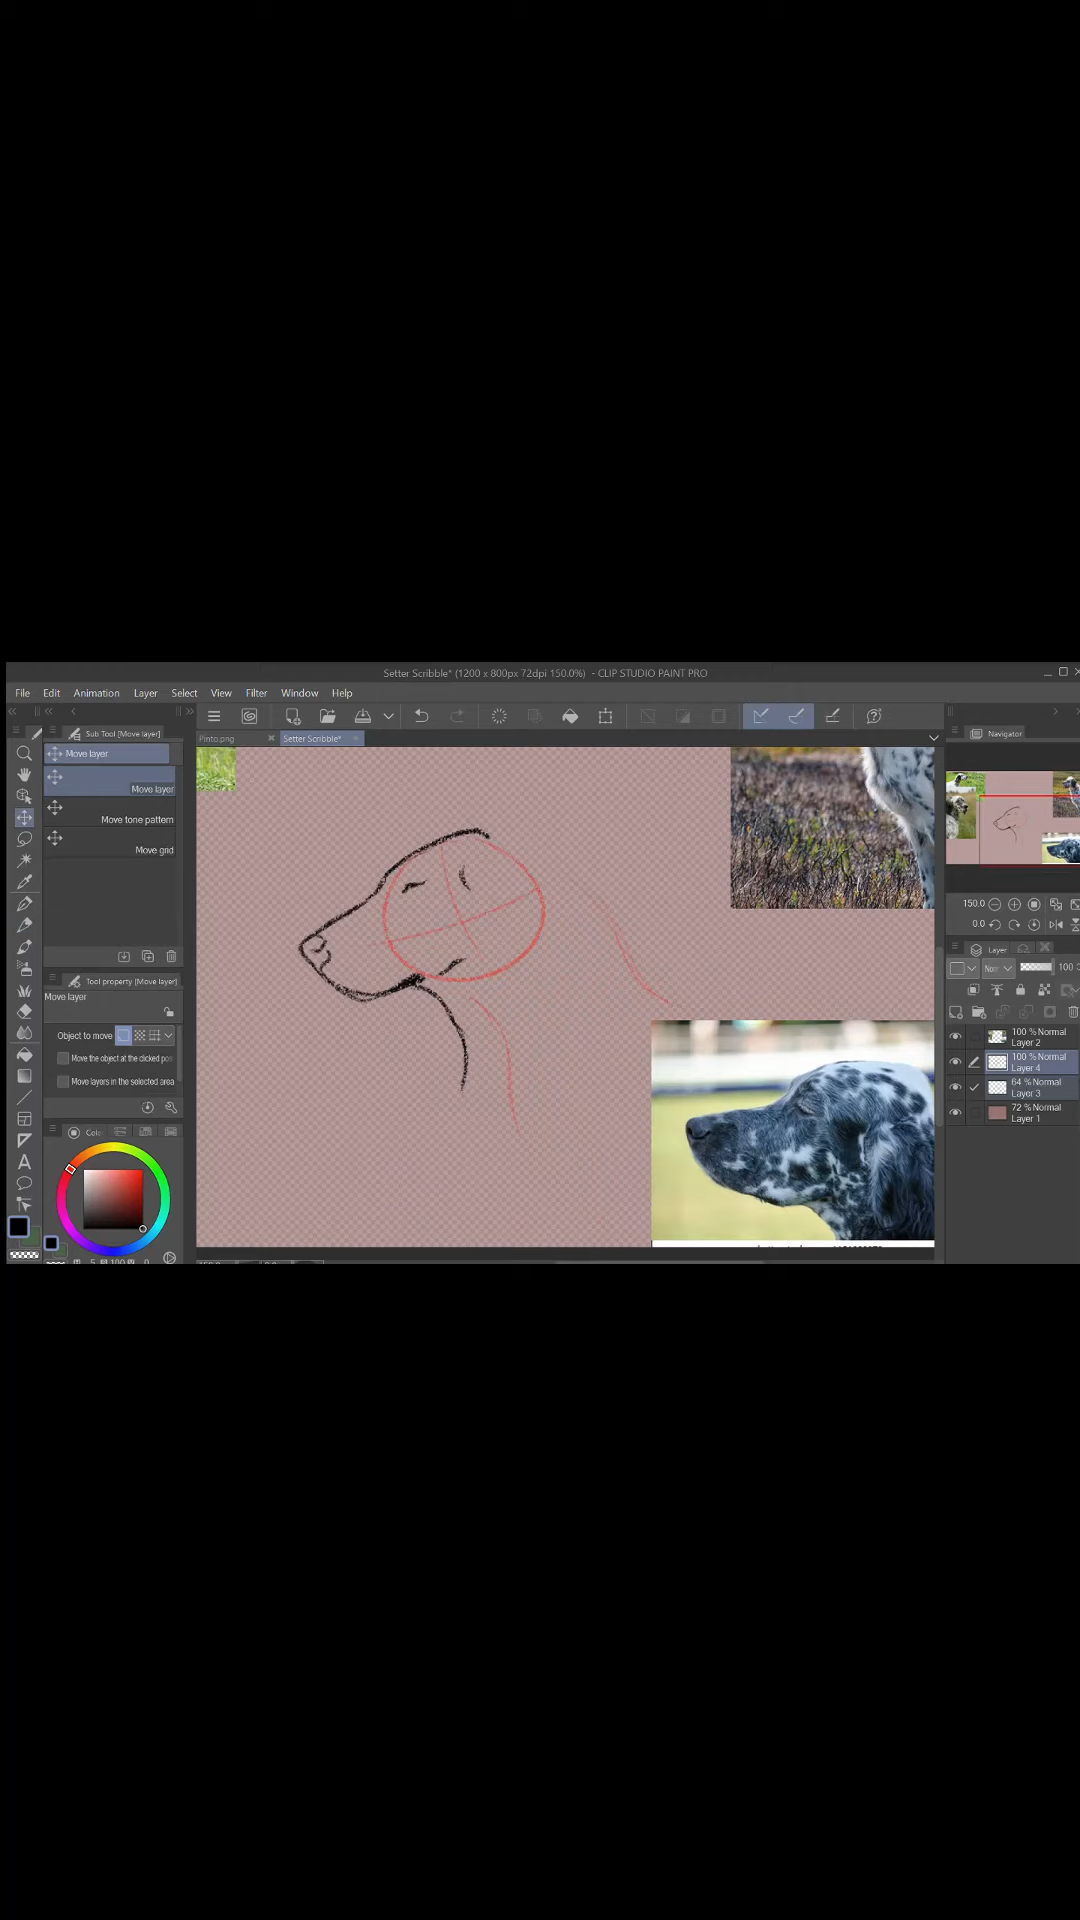 Setter Scribble* (1200 x 800px 72dpi 150.0%) - CLIP STUDIO PAINT PRO
File Edit Animation Layer Select View Filter Window Help
Sub Tool [Move layer]
Pinto.png
Setter Scribble*
Navigator
Move layer
Move layer
Move tone pattern
Move grid
150.0
0.0
Layer
100
Tool property [Move layer]
Move layer
Object to move
Move the object at the clicked pos
Move layers in the selected area
100 % Normal
Layer 2
100 % Normal
Layer 4
64 % Normal
Layer 3
72 % Normal
Layer 1